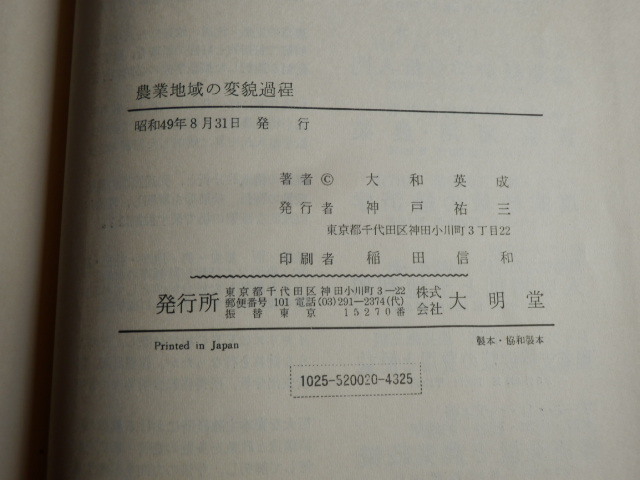 農業地域の変貌過程
昭和49年8月31日 発 行
著者 © 大 和 英 成
発行者 神 戸 祐 三
東京都千代田区神田小川町3丁目22
印刷者 稲 田 信 和
発行所 東京都千代田区神田小川町3―22 株式会社 大明堂
郵便番号 101 電話 (03)291―2374(代)
振 替 東 京 15270番
Printed in Japan
製本・協和製本
1025-520020-4325